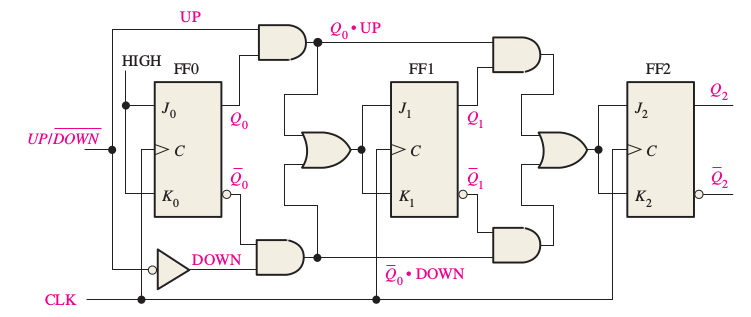 UP
Q₀ • UP
HIGH
FF0
FF1
FF2
J₀
Q₀
C
Q̅₀
K₀
J₁
Q₁
C
Q̅₁
K₁
J₂
Q₂
C
Q̅₂
K₂
UP/D̅O̅W̅N̅
DOWN
Q̅₀ • DOWN
CLK